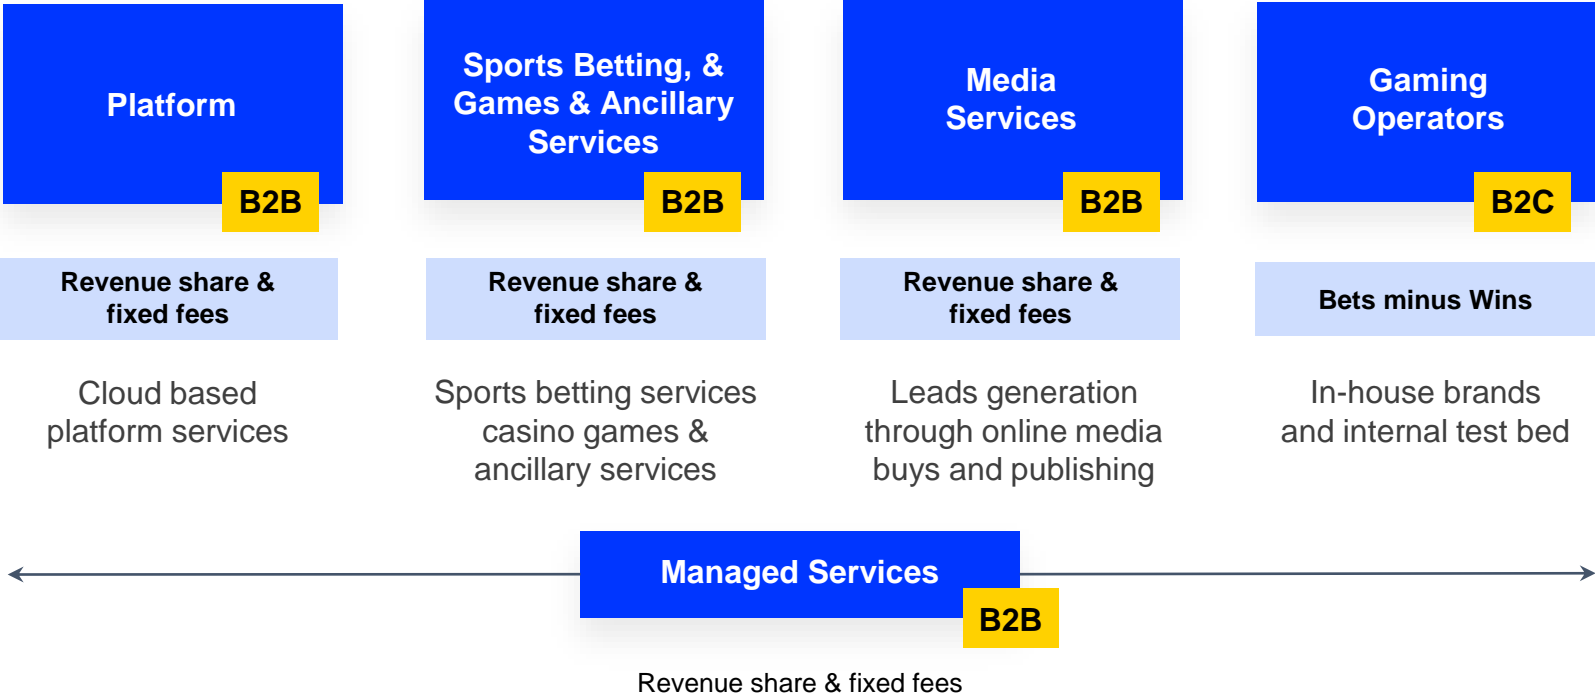 Platform
B2B
Revenue share &
fixed fees
Cloud based
platform services
Sports Betting, &
Games & Ancillary
Services
B2B
Revenue share &
fixed fees
Sports betting services
casino games &
ancillary services
Media
Services
B2B
Revenue share &
fixed fees
Leads generation
through online media
buys and publishing
Gaming
Operators
B2C
Bets minus Wins
In-house brands
and internal test bed
Managed Services
B2B
Revenue share & fixed fees